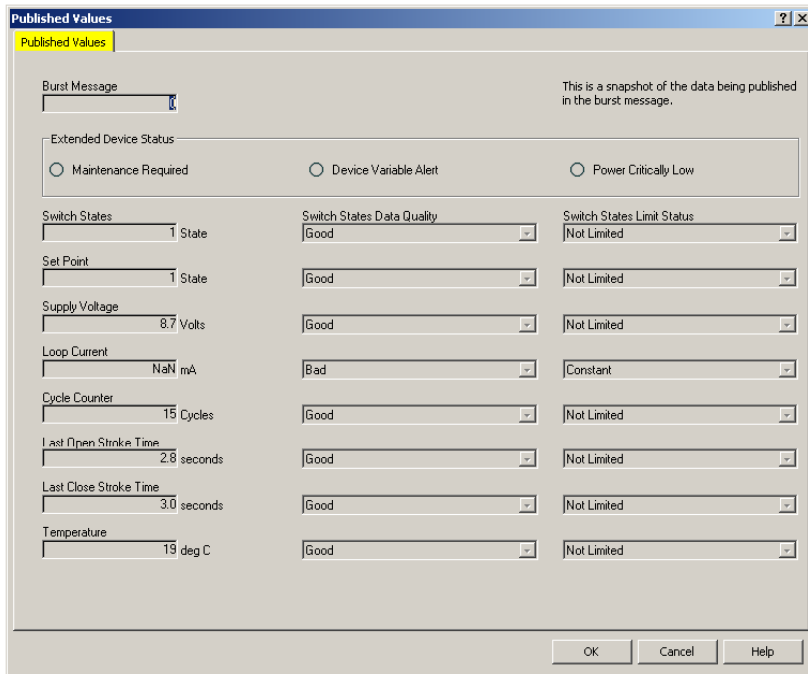 Published Values
Published Values
Burst Message
0
This is a snapshot of the data being published
in the burst message.
Extended Device Status
Maintenance Required
Device Variable Alert
Power Critically Low
Switch States
Switch States Data Quality
Switch States Limit Status
1 State
Good
Not Limited
Set Point
1 State
Good
Not Limited
Supply Voltage
8.7 Volts
Good
Not Limited
Loop Current
NaN mA
Bad
Constant
Cycle Counter
15 Cycles
Good
Not Limited
Last Open Stroke Time
2.8 seconds
Good
Not Limited
Last Close Stroke Time
3.0 seconds
Good
Not Limited
Temperature
19 deg C
Good
Not Limited
OK
Cancel
Help